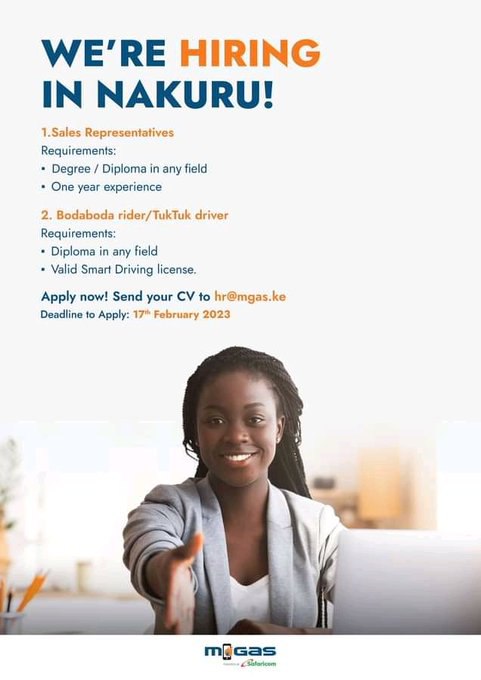 WE'RE HIRING
IN NAKURU!
1.Sales Representatives
Requirements:
• Degree / Diploma in any field
• One year experience
2. Bodaboda rider/TukTuk driver
Requirements:
• Diploma in any field
• Valid Smart Driving license.
Apply now! Send your CV to hr@mgas.ke
Deadline to Apply: 17th February 2023
M-GAS
Safaricom